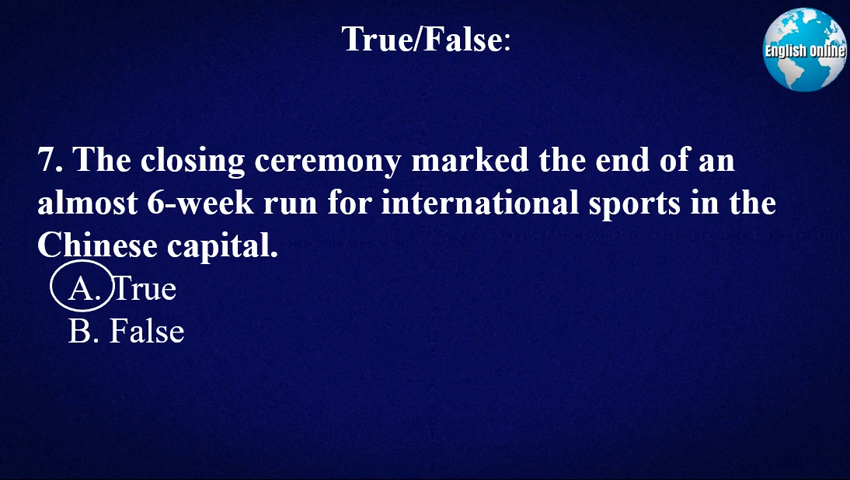 True/False:
English Online
7. The closing ceremony marked the end of an
almost 6-week run for international sports in the
Chinese capital.
A. True
B. False